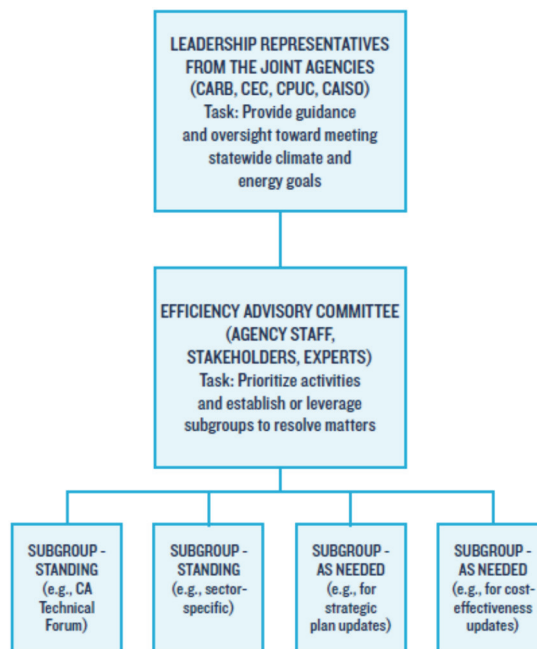 LEADERSHIP REPRESENTATIVES
FROM THE JOINT AGENCIES
(CARB, CEC, CPUC, CAISO)
Task: Provide guidance
and oversight toward meeting
statewide climate and
energy goals
EFFICIENCY ADVISORY COMMITTEE
(AGENCY STAFF,
STAKEHOLDERS, EXPERTS)
Task: Prioritize activities
and establish or leverage
subgroups to resolve matters
SUBGROUP -
STANDING
(e.g., CA
Technical
Forum)
SUBGROUP -
STANDING
(e.g., sector-
specific)
SUBGROUP -
AS NEEDED
(e.g., for
strategic
plan updates)
SUBGROUP -
AS NEEDED
(e.g., for cost-
effectiveness
updates)